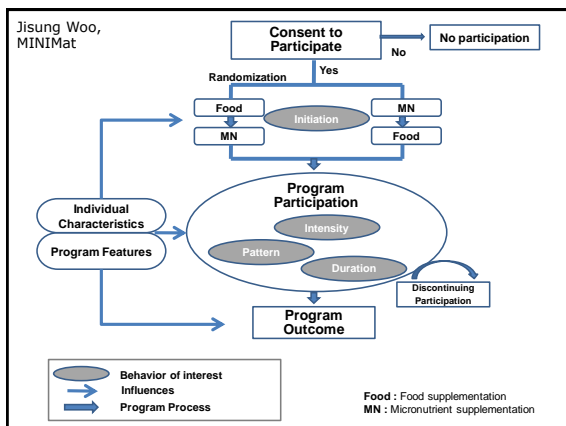 Jisung Woo,
MINIMat
Consent to
Participate
No
No participation
Yes
Randomization
Food
MN
Initiation
MN
Food
Program
Participation
Intensity
Pattern
Duration
Individual
Characteristics
Program Features
Discontinuing
Participation
Program
Outcome
Behavior of interest
Influences
Program Process
Food : Food supplementation
MN : Micronutrient supplementation